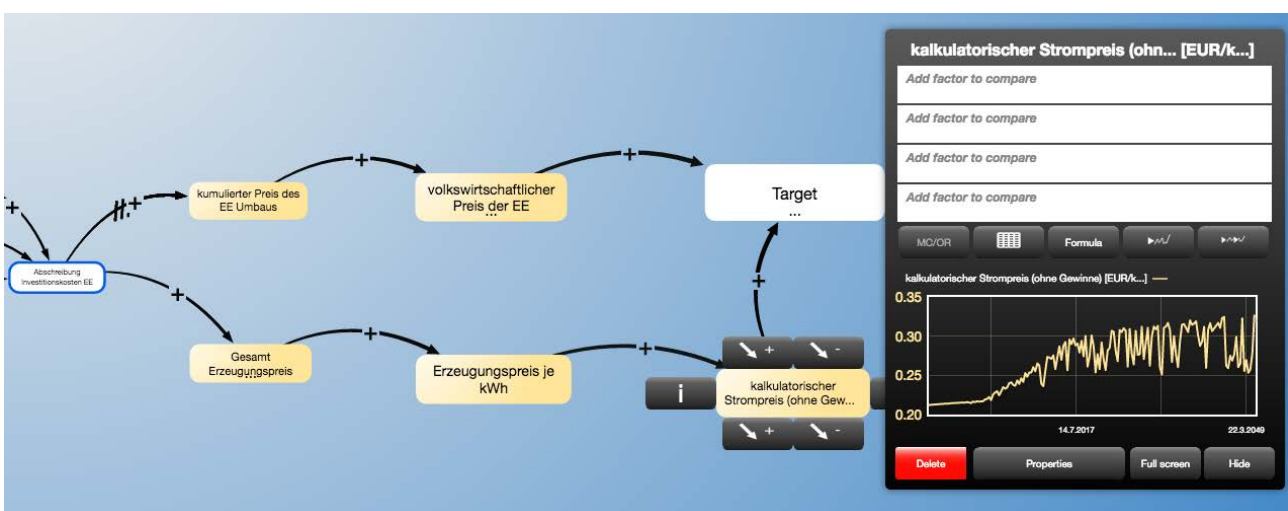 +
Abschreibung
Investitionskosten EE
+
kumulierter Preis des
EE Umbaus
+
volkswirtschaftlicher
Preis der EE
...
+
Target
...
+
Gesamt
Erzeugungspreis
...
+
Erzeugungspreis je
kWh
+
+
+ -
i
kalkulatorischer
Strompreis (ohne Gew...
+ -
kalkulatorischer Strompreis (ohn... [EUR/k...]
Add factor to compare
Add factor to compare
Add factor to compare
Add factor to compare
MC/OR Formula
kalkulatorischer Strompreis (ohne Gewinne) [EUR/k...]
0.35
0.30
0.25
0.20
14.7.2017 22.3.2049
Delete Properties Full screen Hide